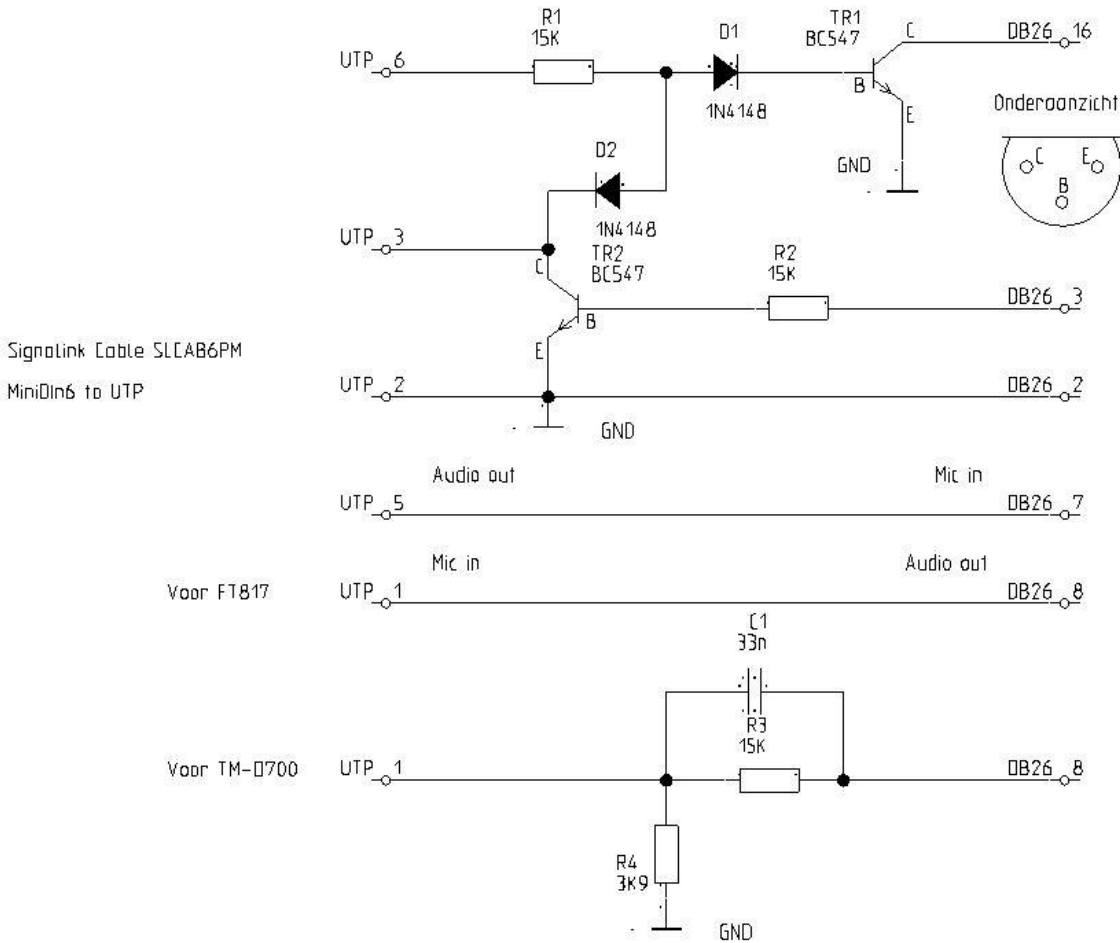 R1
15K
D1
TR1
BC547
C
DB26 16
UTP 6
B
1N4148
E
Onderaanzicht
D2
GND
C
E
B
1N4148
UTP 3
TR2
BC547
R2
15K
C
DB26 3
B
Signalink Cable SLCAB6PM
E
MiniDIn6 to UTP
UTP 2
DB26 2
GND
Audio out
Mic in
UTP 5
DB26 7
Mic in
Audio out
Voor FT817
UTP 1
DB26 8
C1
33n
R3
15K
Voor TM-D700
UTP 1
DB26 8
R4
3K9
GND